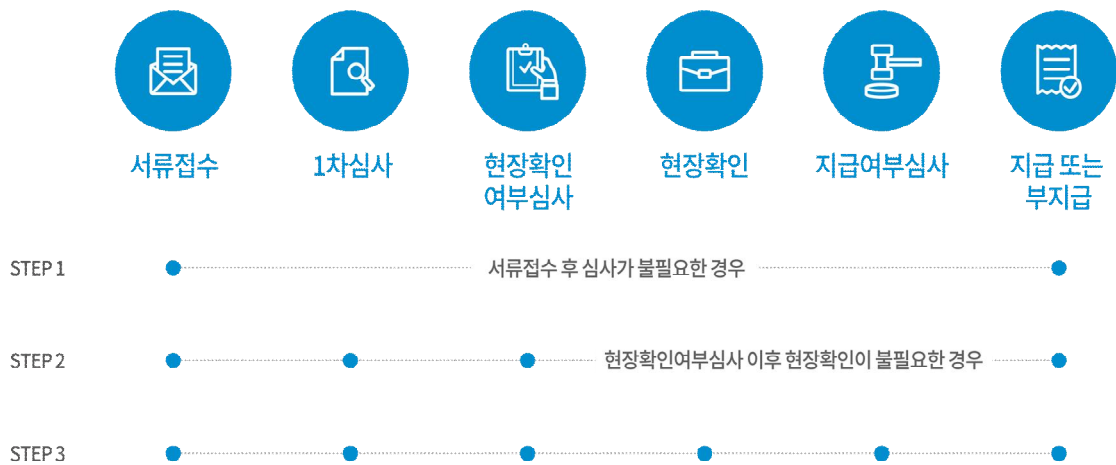 서류접수
1차심사
현장확인
여부심사
현장확인
지급여부심사
지급 또는
부지급
STEP 1
서류접수 후 심사가 불필요한 경우
STEP 2
현장확인여부심사 이후 현장확인이 불필요한 경우
STEP 3